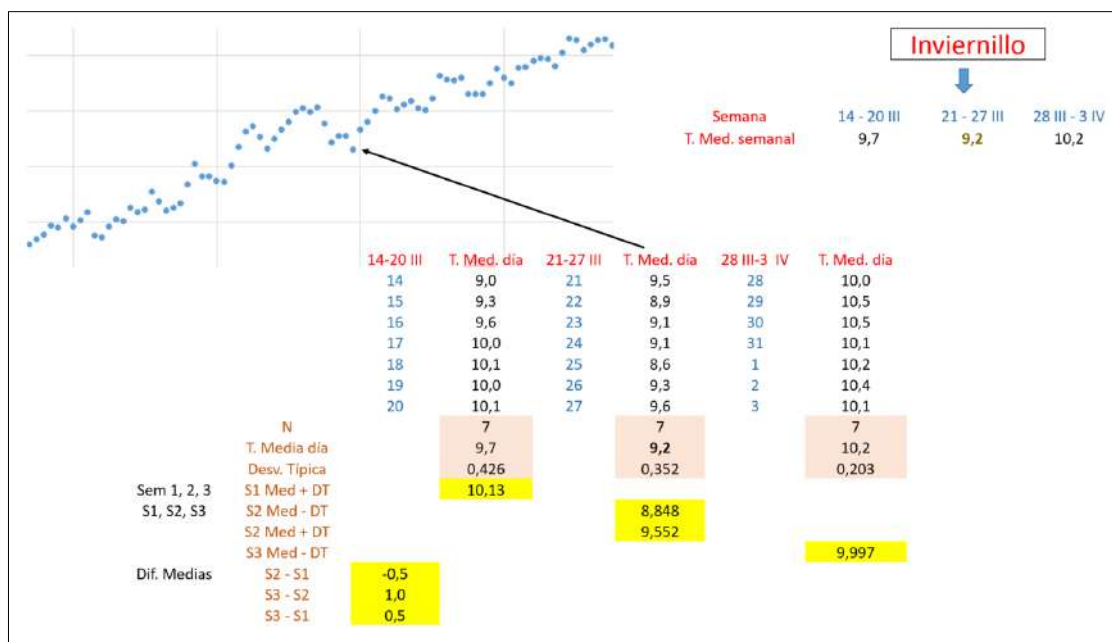 Inviernillo
Semana 14 - 20 III 21 - 27 III 28 III - 3 IV
T. Med. semanal 9,7 9,2 10,2
14-20 III T. Med. día 21-27 III T. Med. día 28 III-3 IV T. Med. día
14 9,0 21 9,5 28 10,0
15 9,3 22 8,9 29 10,5
16 9,6 23 9,1 30 10,5
17 10,0 24 9,1 31 10,1
18 10,1 25 8,6 1 10,2
19 10,0 26 9,3 2 10,4
20 10,1 27 9,6 3 10,1
N 7 7 7
T. Media día 9,7 9,2 10,2
Desv. Típica 0,426 0,352 0,203
Sem 1, 2, 3 S1 Med + DT 10,13
S1, S2, S3 S2 Med - DT 8,848
S2 Med + DT 9,552
S3 Med - DT 9,997
Dif. Medias S2 - S1 -0,5
S3 - S2 1,0
S3 - S1 0,5